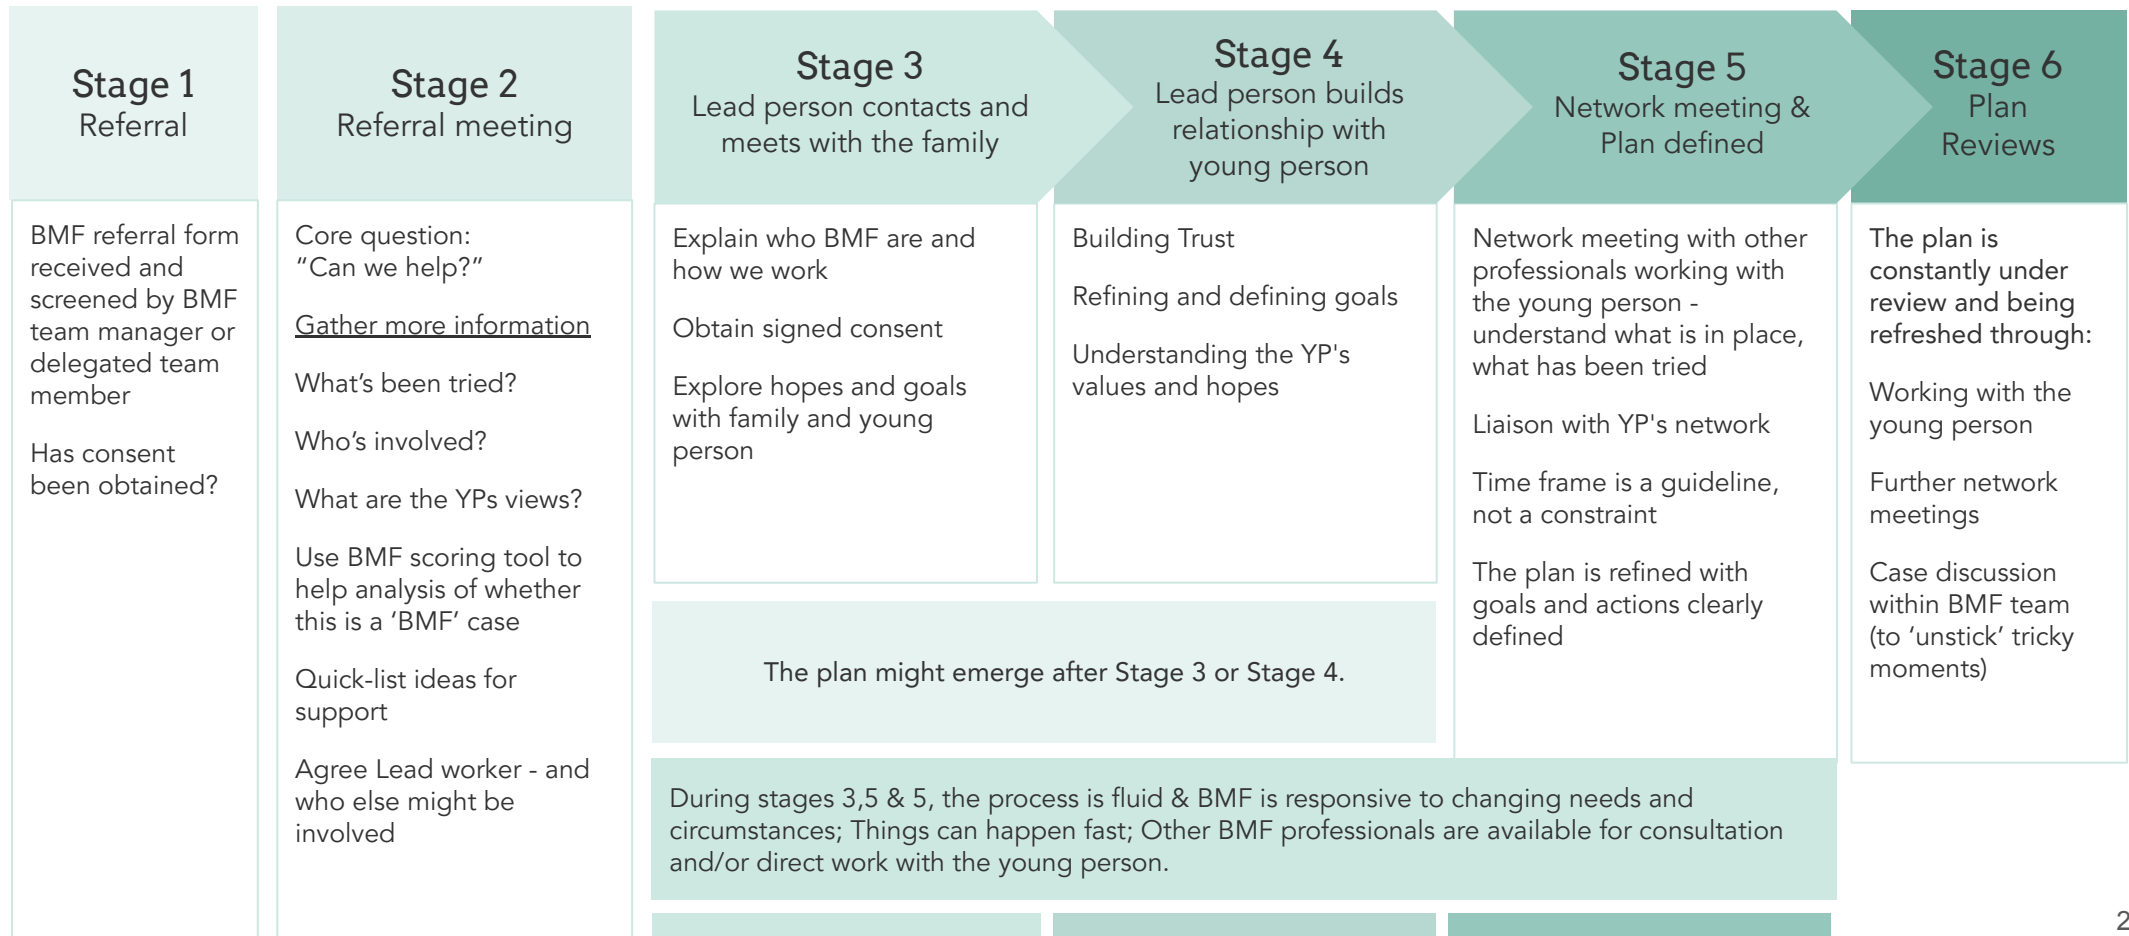 Stage 1
Referral
BMF referral form
received and
screened by BMF
team manager or
delegated team
member
Has consent
been obtained?
Stage 2
Referral meeting
Core question:
“Can we help?”
Gather more information
What’s been tried?
Who’s involved?
What are the YPs views?
Use BMF scoring tool to
help analysis of whether
this is a ‘BMF’ case
Quick-list ideas for
support
Agree Lead worker - and
who else might be
involved
Stage 3
Lead person contacts and
meets with the family
Explain who BMF are and
how we work
Obtain signed consent
Explore hopes and goals
with family and young
person
Stage 4
Lead person builds
relationship with
young person
Building Trust
Refining and defining goals
Understanding the YP's
values and hopes
The plan might emerge after Stage 3 or Stage 4.
Stage 5
Network meeting &
Plan defined
Network meeting with other
professionals working with
the young person -
understand what is in place,
what has been tried
Liaison with YP's network
Time frame is a guideline,
not a constraint
The plan is refined with
goals and actions clearly
defined
During stages 3,5 & 5, the process is fluid & BMF is responsive to changing needs and
circumstances; Things can happen fast; Other BMF professionals are available for consultation
and/or direct work with the young person.
Stage 6
Plan
Reviews
The plan is
constantly under
review and being
refreshed through:
Working with the
young person
Further network
meetings
Case discussion
within BMF team
(to ‘unstick’ tricky
moments)
2